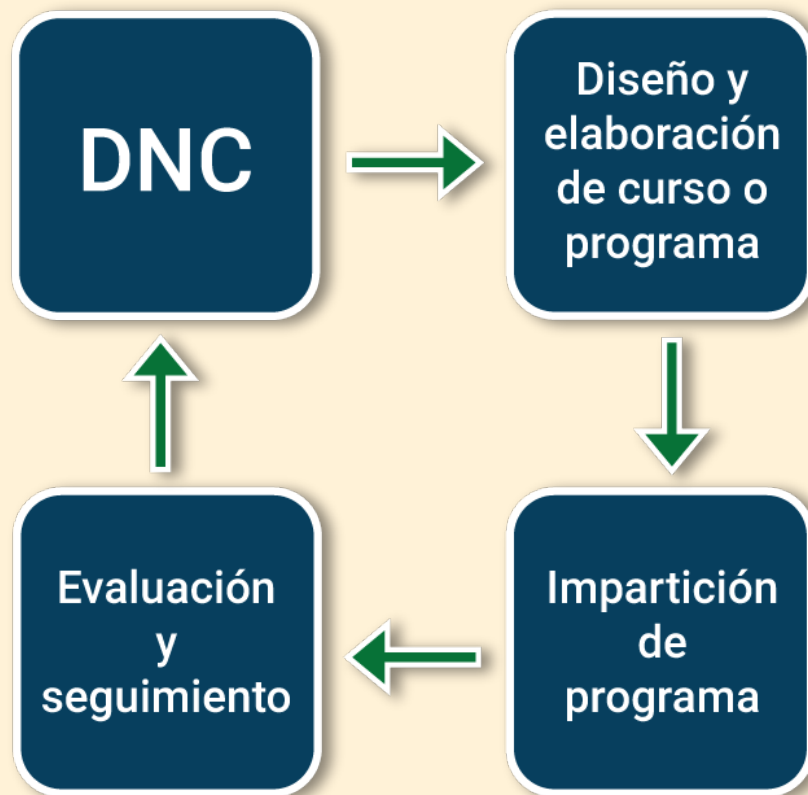 DNC
Diseño y
elaboración
de curso o
programa
Impartición
de
programa
Evaluación
y
seguimiento